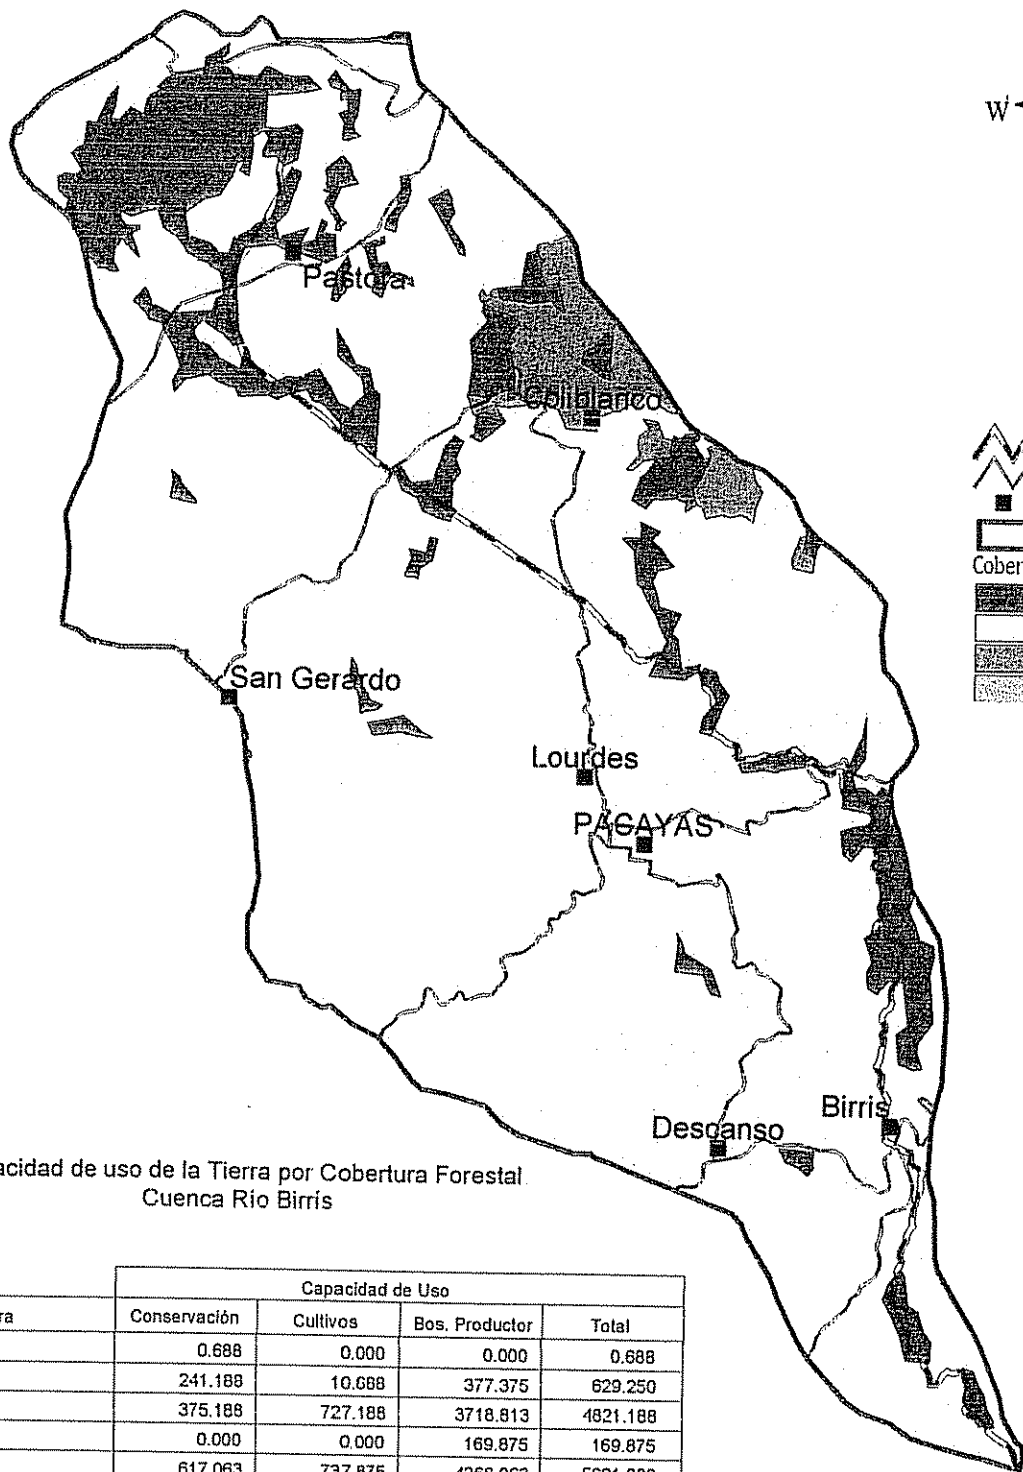 W
Pastora
Coliblanco
Cober
San Gerardo
Lourdes
PACAYAS
Descanso
Birris
acidad de uso de la Tierra por Cobertura Forestal
Cuenca Río Birrís
Capacidad de Uso
ra Conservación Cultivos Bos. Productor Total
0.688 0.000 0.000 0.688
241.188 10.688 377.375 629.250
375.188 727.188 3718.813 4821.188
0.000 0.000 169.875 169.875
617.063 737.875